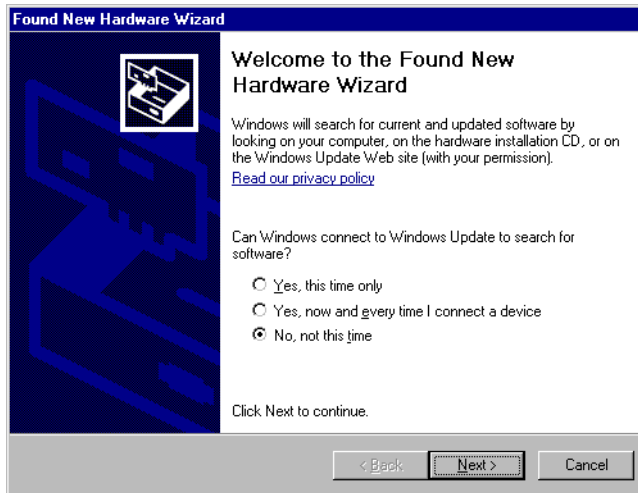 Found New Hardware Wizard
Welcome to the Found New
Hardware Wizard
Windows will search for current and updated software by
looking on your computer, on the hardware installation CD, or on
the Windows Update Web site (with your permission).
Read our privacy policy
Can Windows connect to Windows Update to search for
software?
Yes, this time only
Yes, now and every time I connect a device
No, not this time
Click Next to continue.
< Back
Next >
Cancel